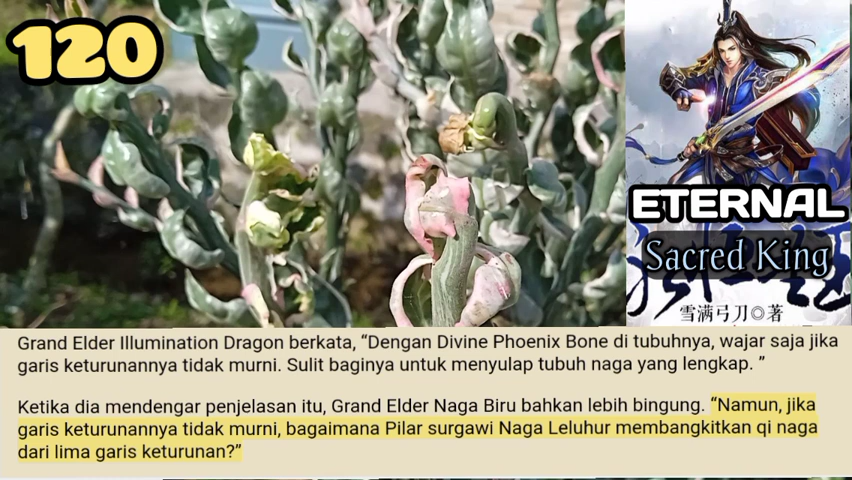 120
ETERNAL
Sacred King
雪满弓刀◎著
Grand Elder Illumination Dragon berkata, “Dengan Divine Phoenix Bone di tubuhnya, wajar saja jika
garis keturunannya tidak murni. Sulit baginya untuk menyulap tubuh naga yang lengkap. ”
Ketika dia mendengar penjelasan itu, Grand Elder Naga Biru bahkan lebih bingung. “Namun, jika
garis keturunannya tidak murni, bagaimana Pilar surgawi Naga Leluhur membangkitkan qi naga
dari lima garis keturunan?”